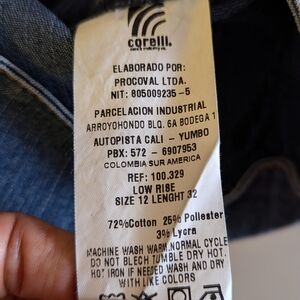 corelli.
ELABORADO POR:
PROCOVAL LTDA.
NIT: 805009235-5
PARCELACION INDUSTRIAL
ARROYOHONDO BLQ. 6A BODEGA 1
AUTOPISTA CALI - YUMBO
PBX: 572 - 6907953
COLOMBIA SUR AMERICA
REF: 100.329
LOW RISE
SIZE 12 LENGHT 32
72%Cotton 25% Poliester
3% Lycra
MACHINE WASH WARM.NORMAL CYCLE
DO NOT BLECH TUMBLE DRY.HOT
HOT IRON IF NEEDED WASH AND DRY
WITH LIKE COLORS